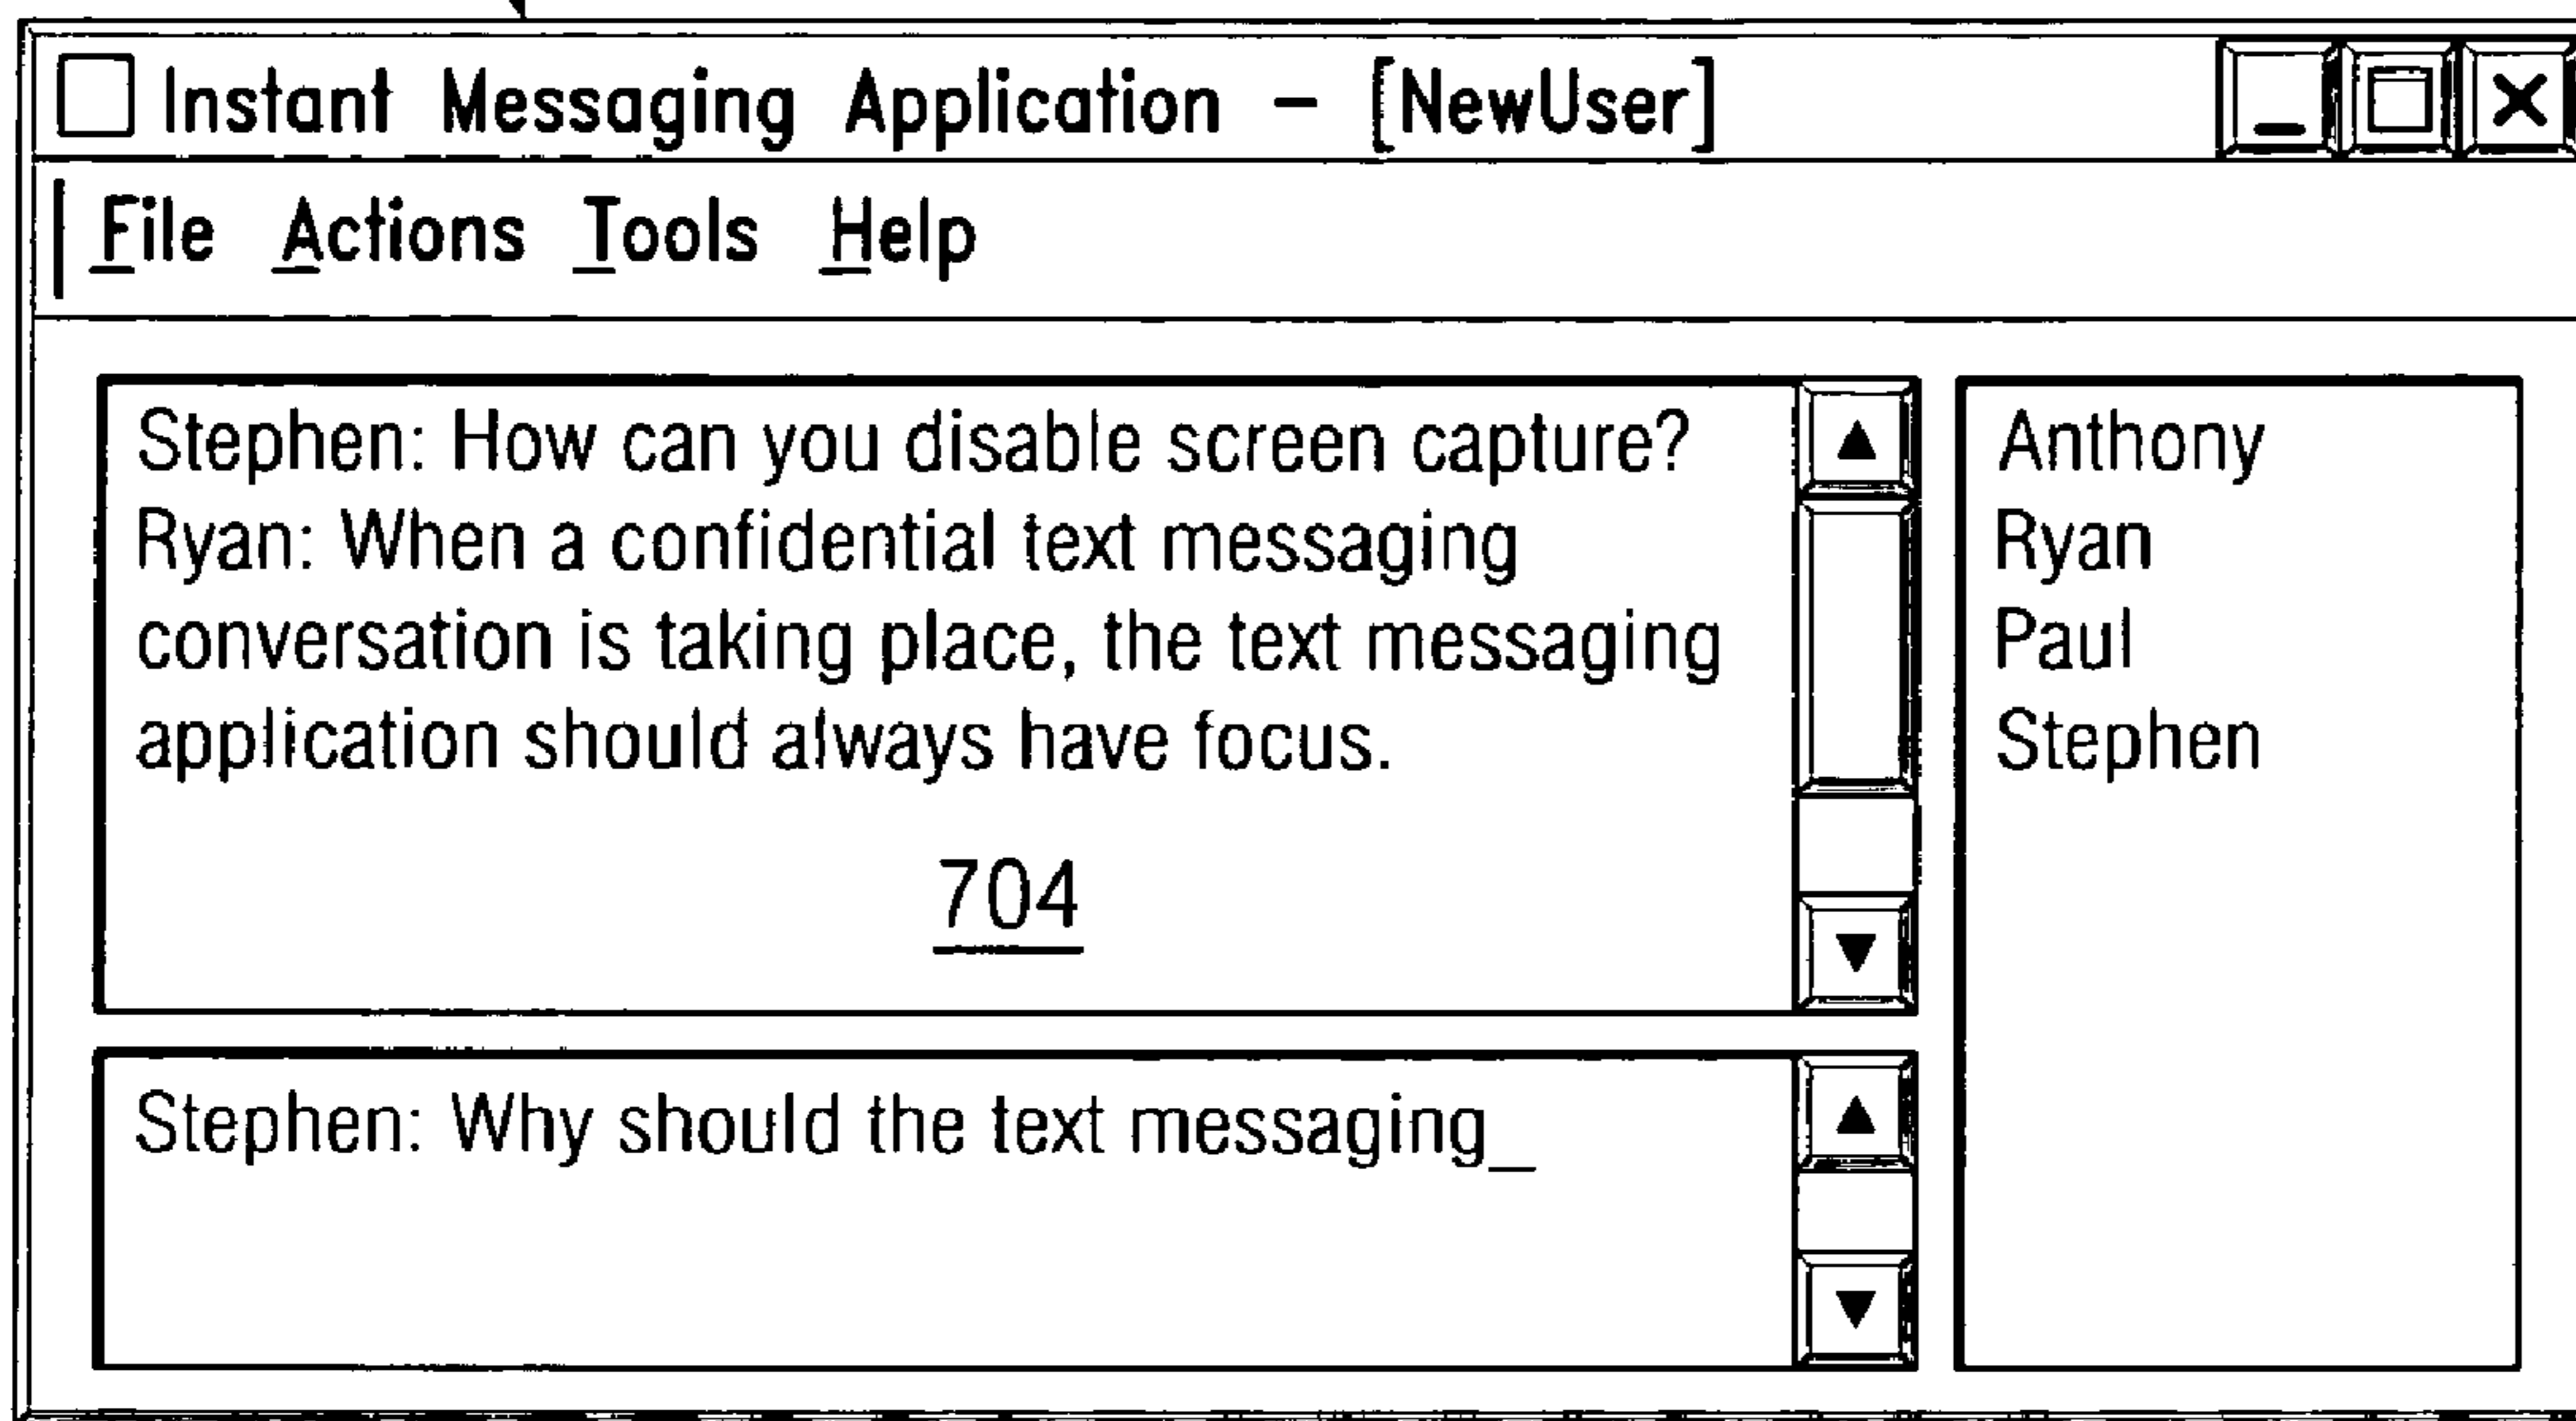 Instant Messaging Application – [NewUser]
File Actions Tools Help
Stephen: How can you disable screen capture?
Ryan: When a confidential text messaging
conversation is taking place, the text messaging
application should always have focus.
704
Stephen: Why should the text messaging_
Anthony
Ryan
Paul
Stephen